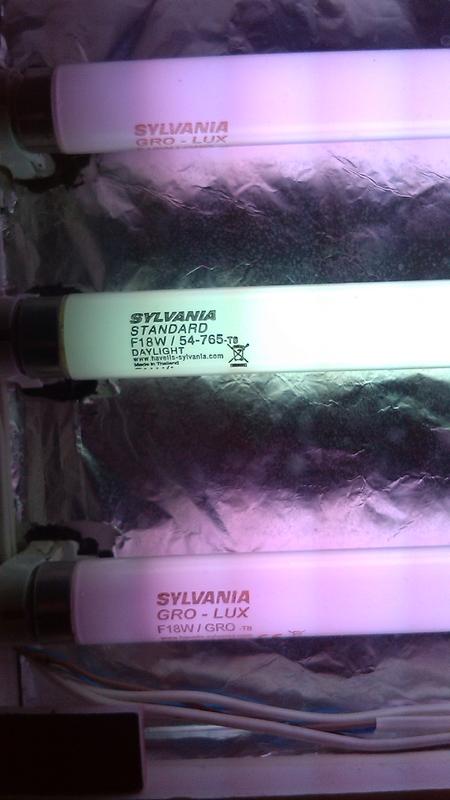 SYLVANIA
GRO - LUX
SYLVANIA
STANDARD
F18W / 54-765-T8
DAYLIGHT
www.havells-sylvania.com
Made in Thailand
SYLVANIA
GRO - LUX
F18W / GRO -T8